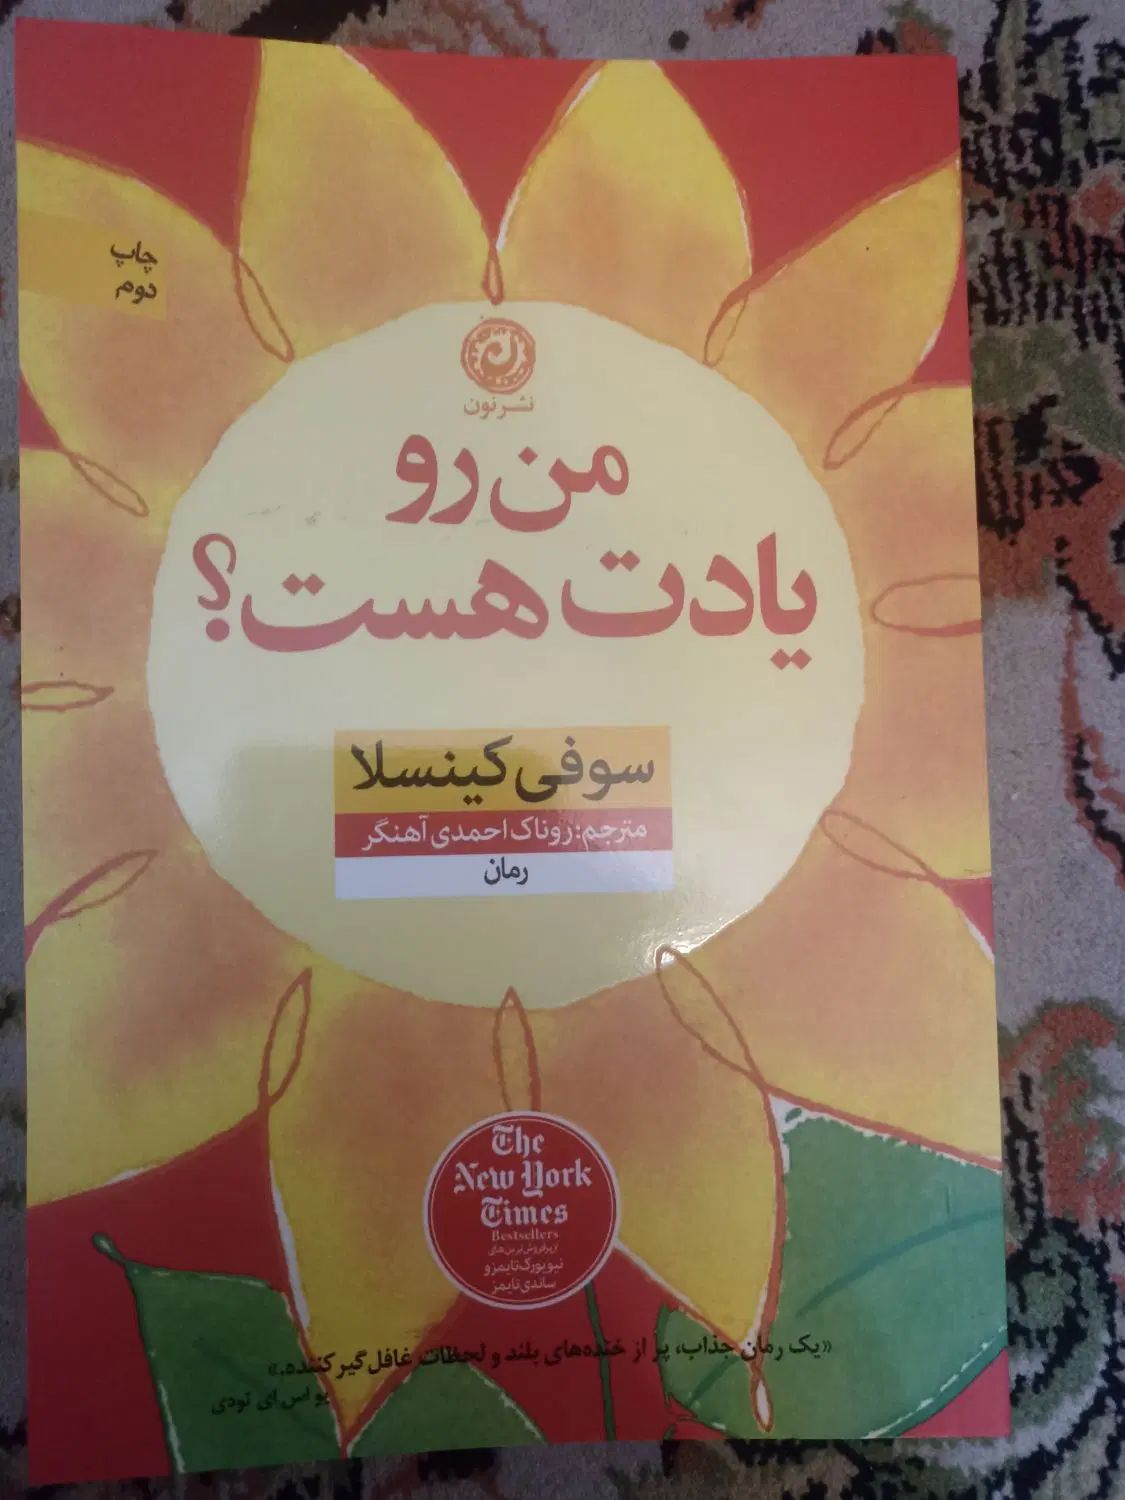 چاپ
دوم
نشر نون
من رو
یادت هست؟
سوفی کینسلا
مترجم: روناک احمدی آهنگر
رمان
The
New York
Times
Bestsellers
از پرفروش‌ترین‌های
نیویورک تایمز و
ساندی تایمز
«یک رمان جذاب، پر از خنده‌های بلند و لحظات غافل‌گیرکننده.»
یو اس ای تودی